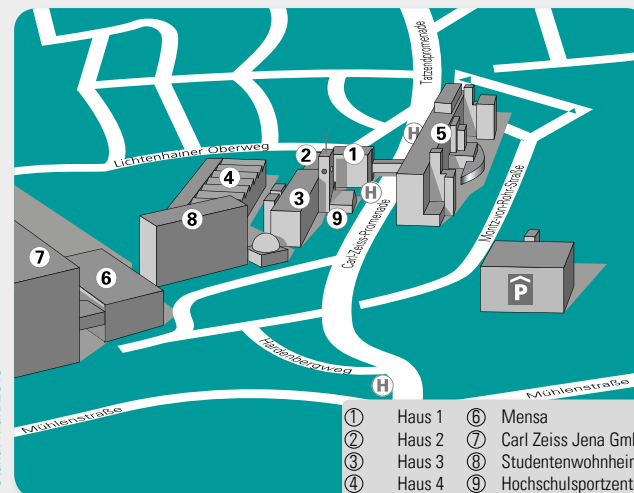 Tatzendpromenade
H
5
Lichtenhainer Oberweg
2
1
4
3
H
9
8
Carl-Zeiss-Promenade
Moritz-von-Rohr-Straße
7
6
P
Hardenbergweg
H
Mühlenstraße
Mühlenstraße
① Haus 1 ⑥ Mensa
② Haus 2 ⑦ Carl Zeiss Jena
③ Haus 3 ⑧ Studentenwohnhei
④ Haus 4 ⑨ Hochschulsportzent